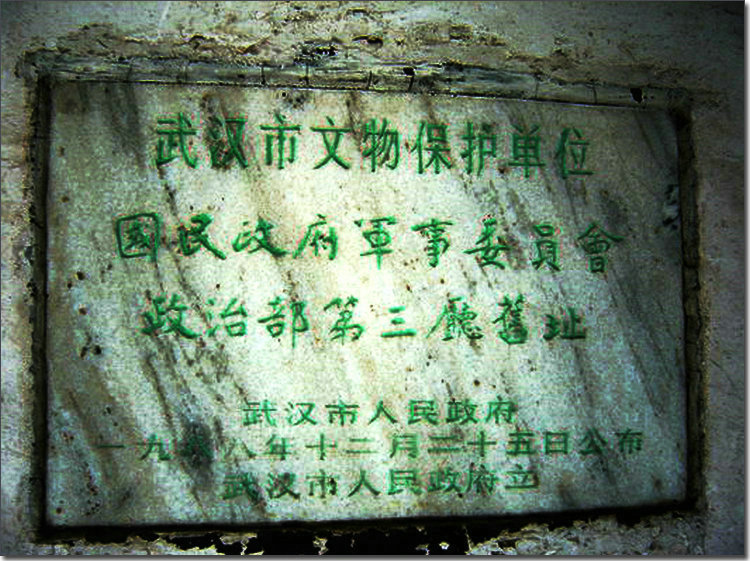 武汉市文物保护单位
國民政府軍事委員會
政治部第三廳舊址
武汉市人民政府
一九八八年十二月二十五日公布
武汉市人民政府立